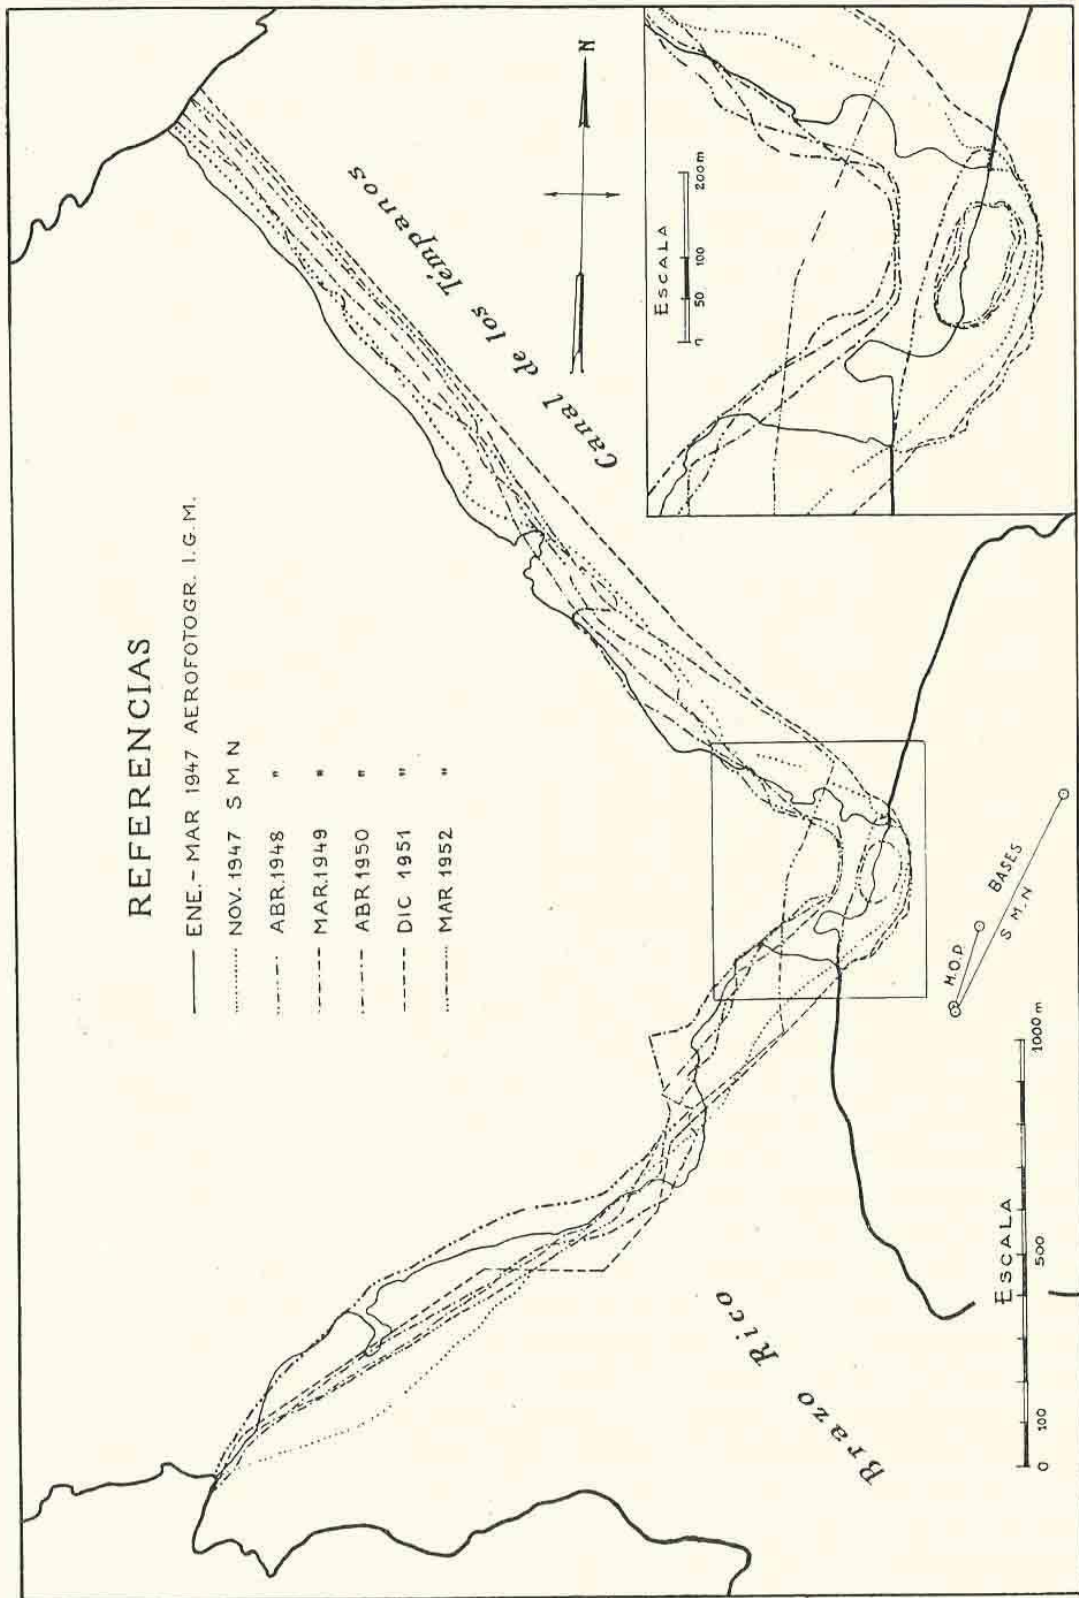 REFERENCIAS
ENE.-MAR 1947 AEROFOTOGR. I.G.M.
NOV. 1947 S M N
ABR. 1948 "
MAR. 1949 "
ABR 1950 "
DIC 1951 "
MAR 1952 "
Canal de los Témpanos
N
ESCALA
0 50 100 200 m
Brazo Rico
ESCALA
0 100 500 1000 m
M.O.P.
BASES
S M. N